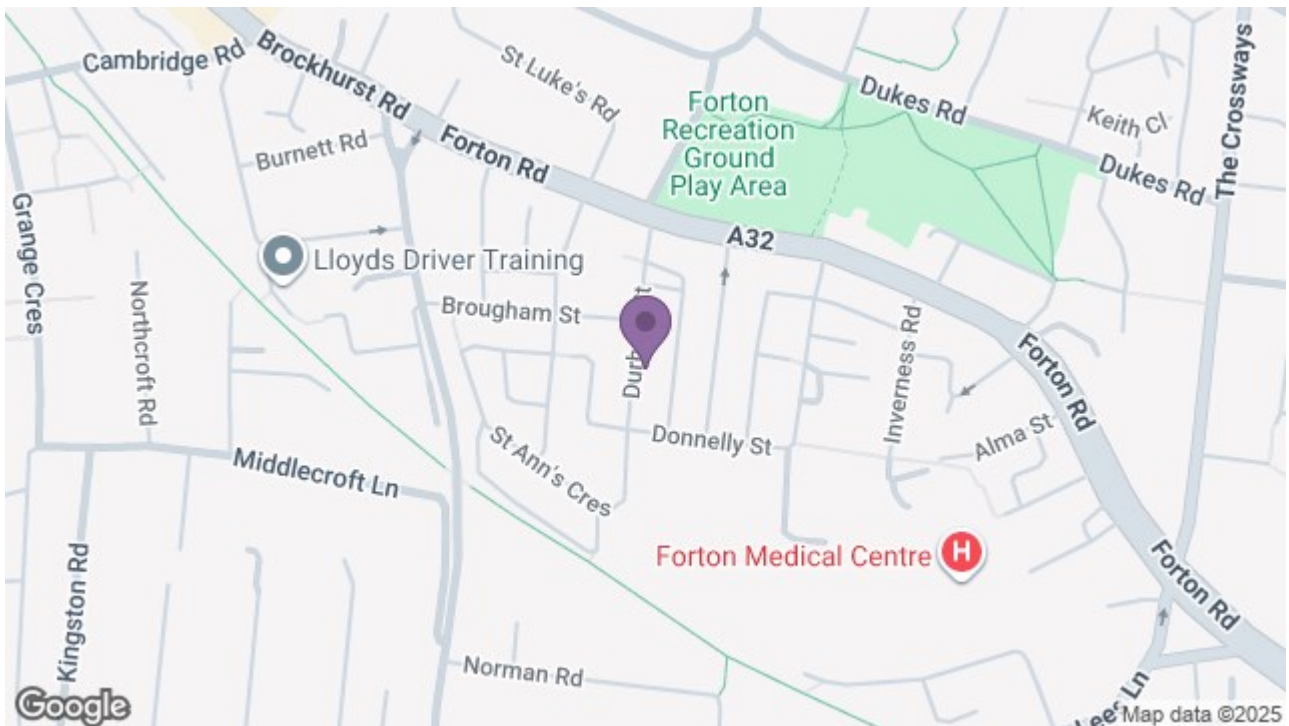 Cambridge Rd
Brockhurst Rd
St Luke's Rd
Forton
Recreation
Ground
Play Area
Dukes Rd
Keith Cl
The Crossways
Burnett Rd
Forton Rd
Dukes Rd
Grange Cres
A32
Lloyds Driver Training
Northcroft Rd
Brougham St
Inverness Rd
Forton Rd
Donnelly St
Alma St
St Ann's Cres
Middlecroft Ln
Kingston Rd
Forton Medical Centre
H
Forton Rd
Norman Rd
Ln
Google
Map data ©2025